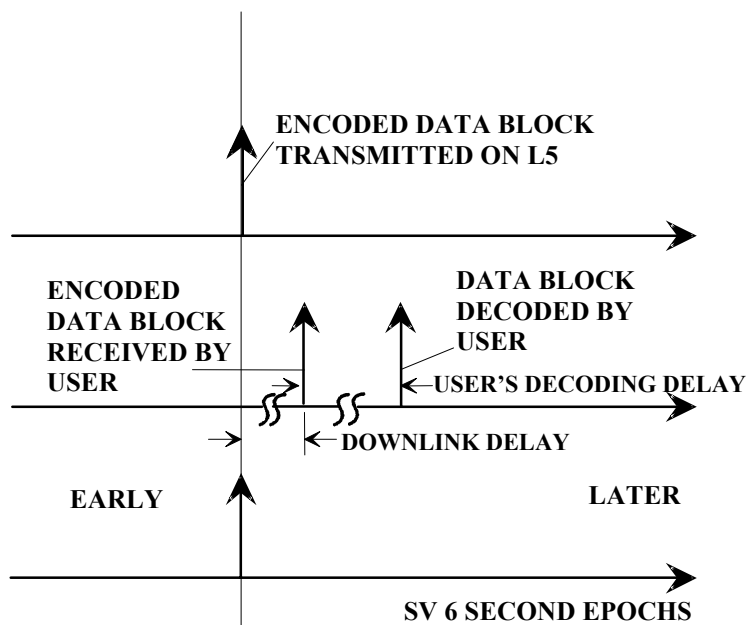 ENCODED DATA BLOCK
TRANSMITTED ON L5
ENCODED
DATA BLOCK
RECEIVED BY
USER
DATA BLOCK
DECODED BY
USER
USER'S DECODING DELAY
DOWNLINK DELAY
EARLY
LATER
SV 6 SECOND EPOCHS